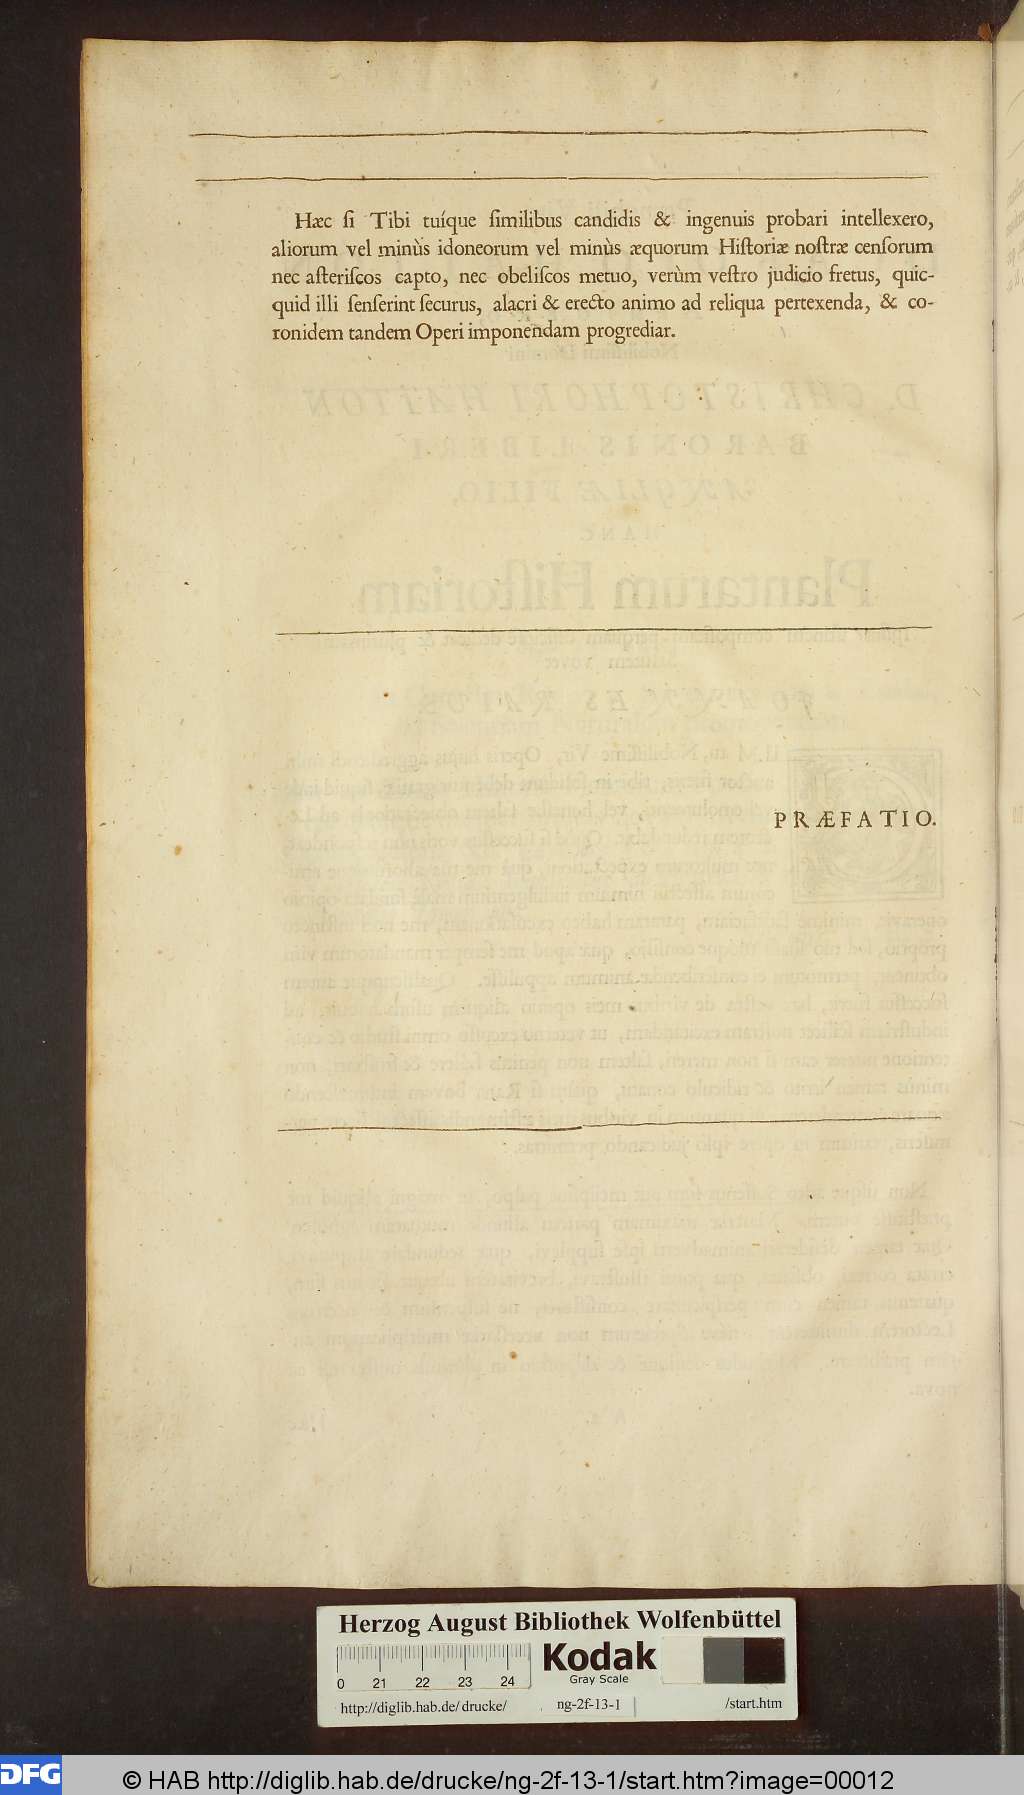 Hæc ſi Tibi tuíque ſimilibus candidis & ingenuis probari intellexero,
aliorum vel minùs idoneorum vel minùs æquorum Hiſtoriæ noſtræ cenſorum
nec aſteriſcos capto, nec obeliſcos metuo, verùm veſtro judicio fretus, quic-
quid illi ſenſerint ſecurus, alacri & erecto animo ad reliqua pertexenda, & co-
ronidem tandem Operi imponendam progrediar.
PRÆFATIO.
Herzog August Bibliothek Wolfenbüttel
0 21 22 23 24
Kodak
Gray Scale
http://diglib.hab.de/drucke/ ng-2f-13-1 /start.htm
DFG © HAB http://diglib.hab.de/drucke/ng-2f-13-1/start.htm?image=00012